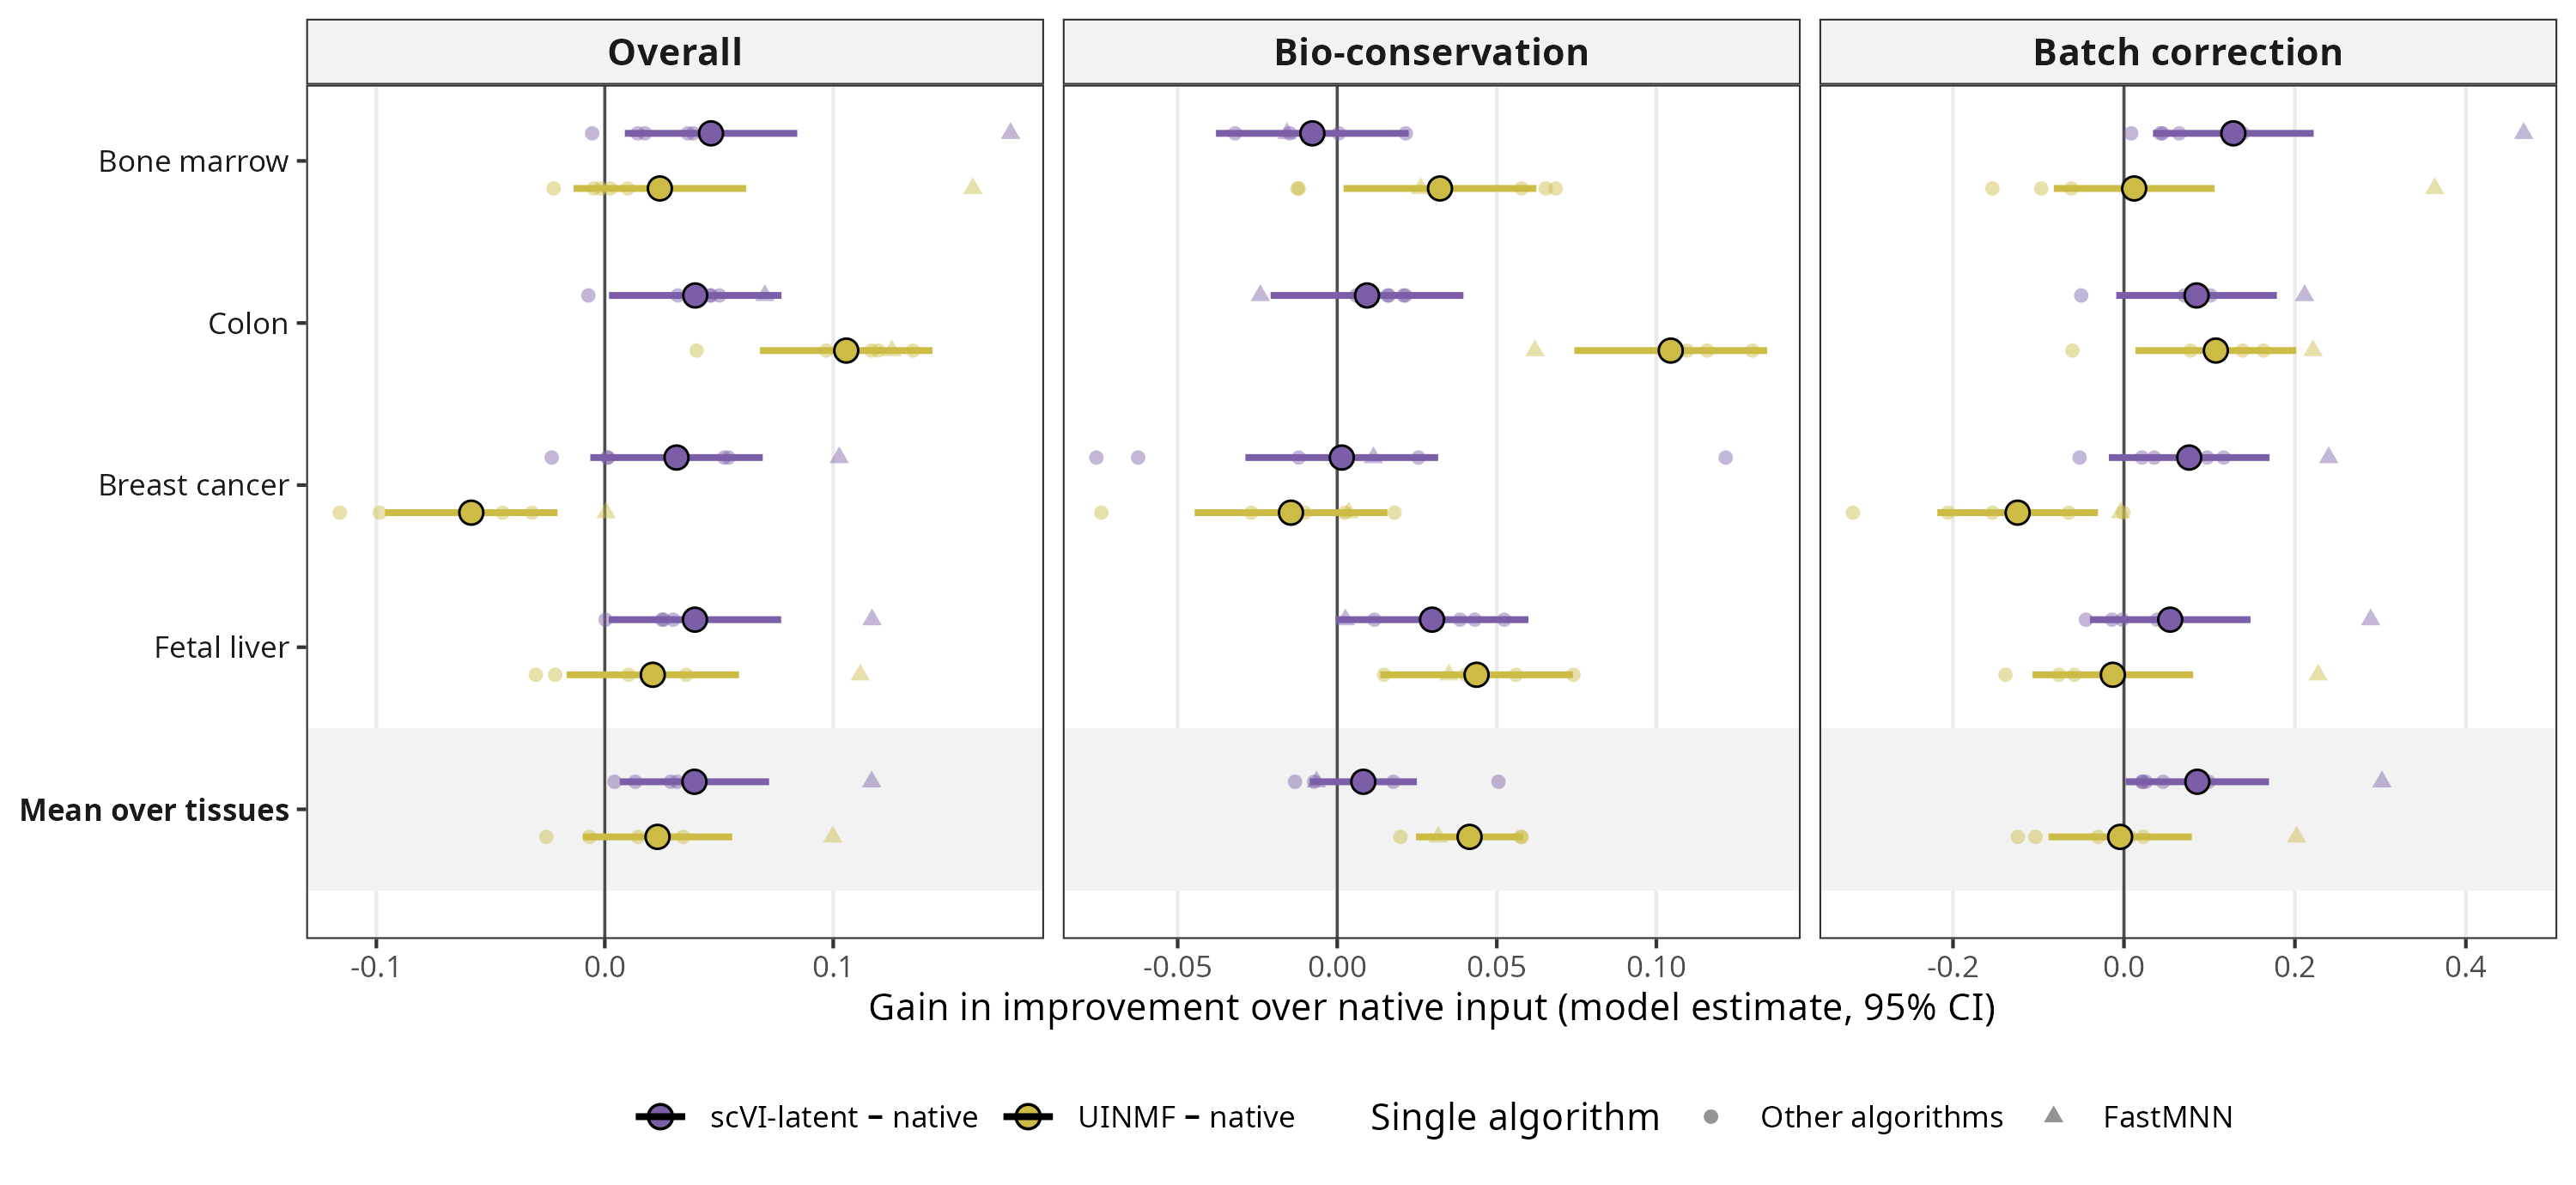 Overall
Bio-conservation
Batch correction
Bone marrow
Colon
Breast cancer
Fetal liver
Mean over tissues
-0.1 0.0 0.1
-0.05 0.00 0.05 0.10
-0.2 0.0 0.2 0.4
Gain in improvement over native input (model estimate, 95% CI)
scVI-latent − native UINMF − native Single algorithm Other algorithms FastMNN